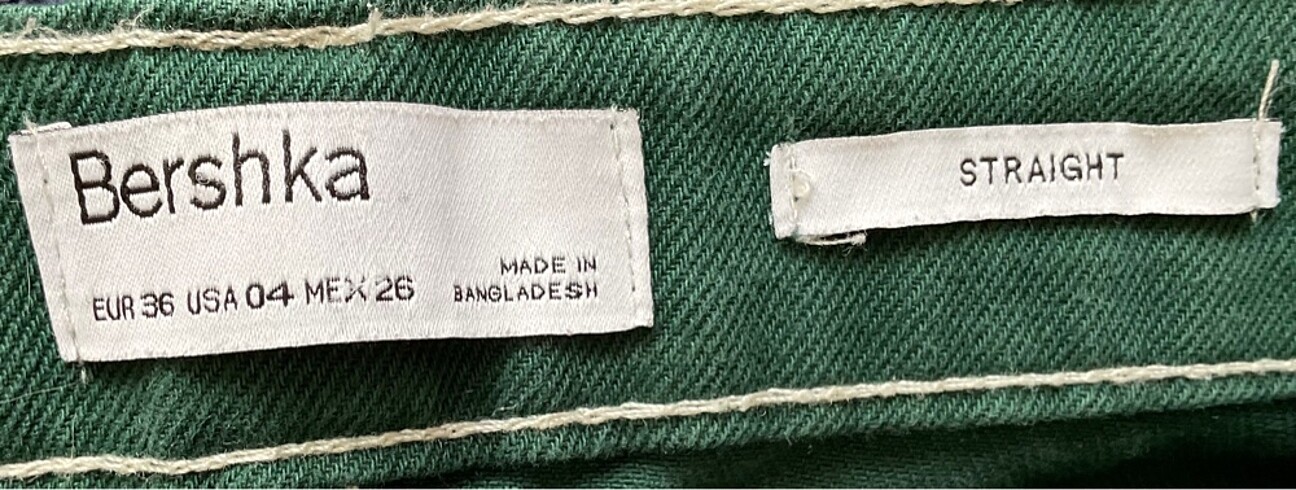 Bershka
EUR 36 USA 04 MEX 26
MADE IN
BANGLADESH
STRAIGHT